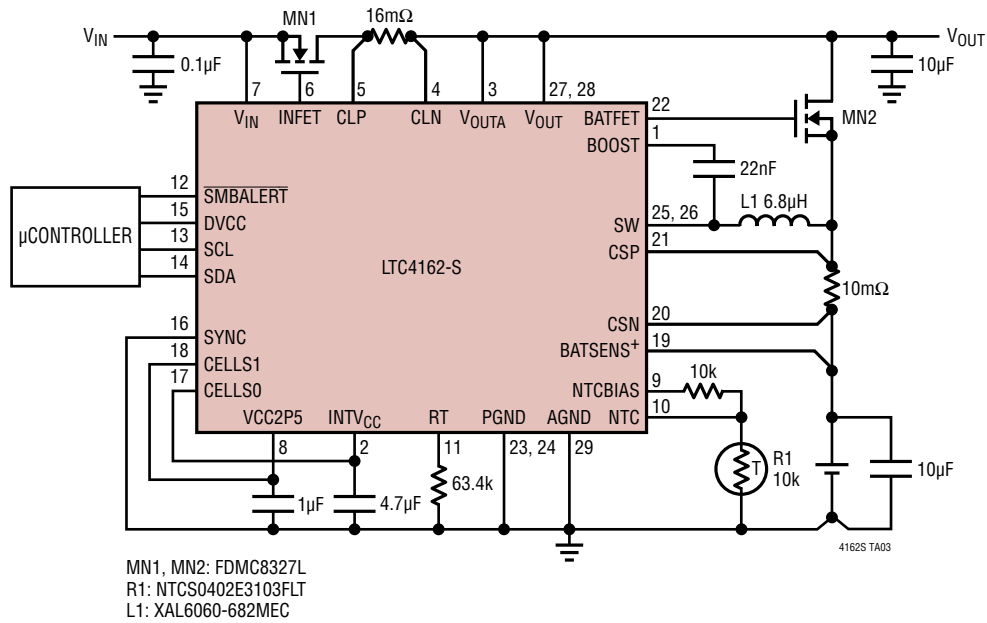 MN1
16mΩ
VIN
VOUT
0.1µF
10µF
7
6
5
4
3
27, 28
VIN
INFET
CLP
CLN
VOUTA
VOUT
BATFET
22
MN2
BOOST
1
22nF
12
SMBALERT
15
DVCC
µCONTROLLER
13
SCL
14
SDA
L1 6.8µH
SW
25, 26
CSP
21
LTC4162-S
10mΩ
16
SYNC
18
CELLS1
17
CELLS0
CSN
20
BATSENS+
19
NTCBIAS
9
10k
NTC
10
VCC2P5
INTVCC
RT
PGND
AGND
8
2
11
23, 24
29
1µF
4.7µF
63.4k
T
R1
10k
10µF
4162S TA03
MN1, MN2: FDMC8327L
R1: NTCS0402E3103FLT
L1: XAL6060-682MEC